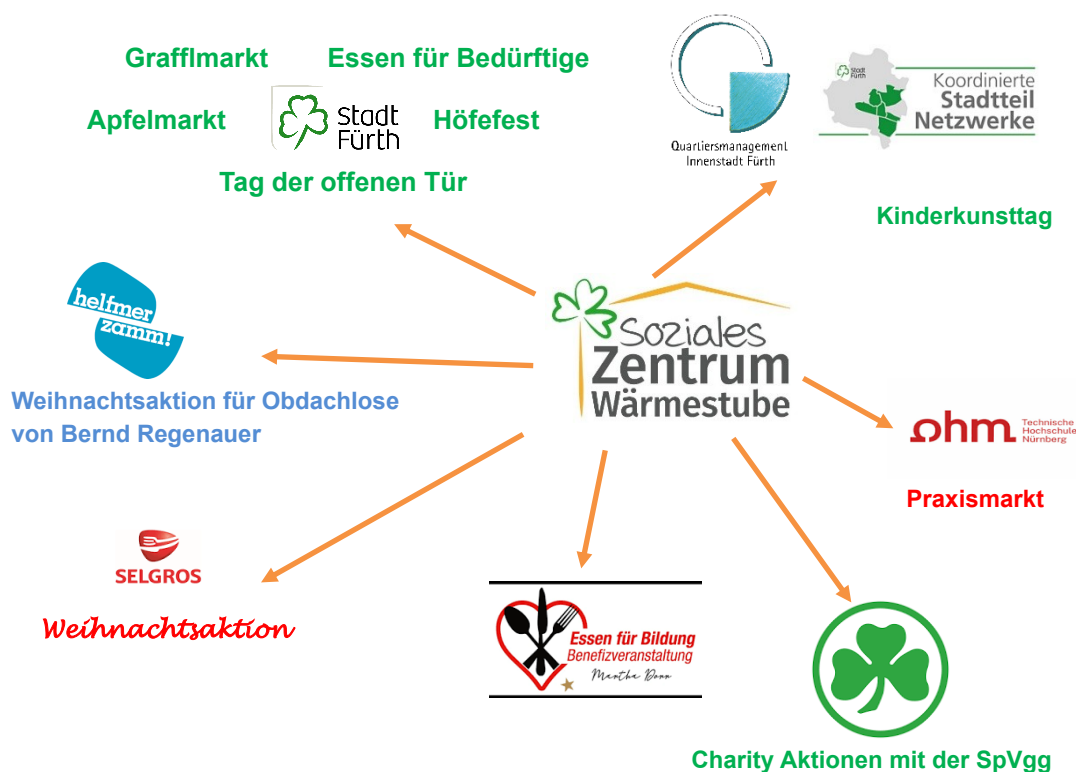 Grafflmarkt Essen für Bedürftige
Apfelmarkt
Stadt
Fürth
Höfefest
Tag der offenen Tür
Quartiersmanagement
Innenstadt Fürth
Stadt
Fürth
Koordinierte
Stadtteil
Netzwerke
Kinderkunsttag
helfmer
zamm!
Weihnachtsaktion für Obdachlose
von Bernd Regenauer
Soziales
Zentrum
Wärmestube
ohm
Technische
Hochschule
Nürnberg
Praxismarkt
SELGROS
Weihnachtsaktion
Essen für Bildung
Benefizveranstaltung
Martha Dorn
Charity Aktionen mit der SpVgg